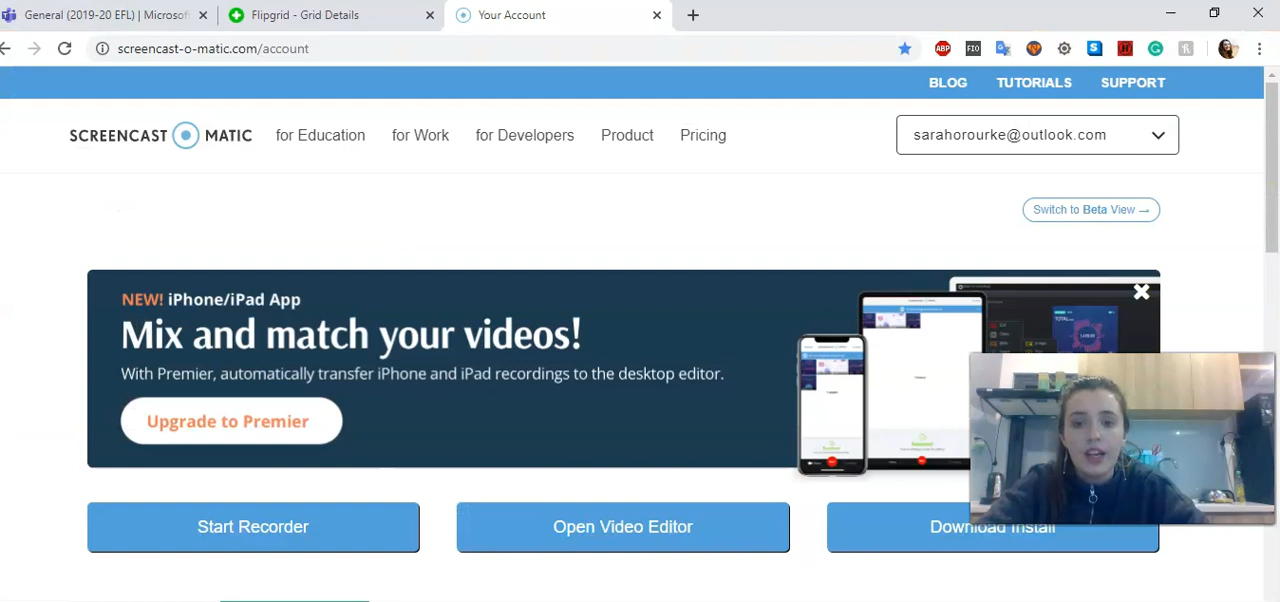 General (2019-20 EFL) | Microsof
Flipgrid - Grid Details
Your Account
screencast-o-matic.com/account
ABP
FIO
BLOG
TUTORIALS
SUPPORT
SCREENCAST MATIC
for Education
for Work
for Developers
Product
Pricing
sarahorourke@outlook.com
Switch to Beta View →
NEW! iPhone/iPad App
Mix and match your videos!
With Premier, automatically transfer iPhone and iPad recordings to the desktop editor.
Upgrade to Premier
Start Recorder
Open Video Editor
Download Install